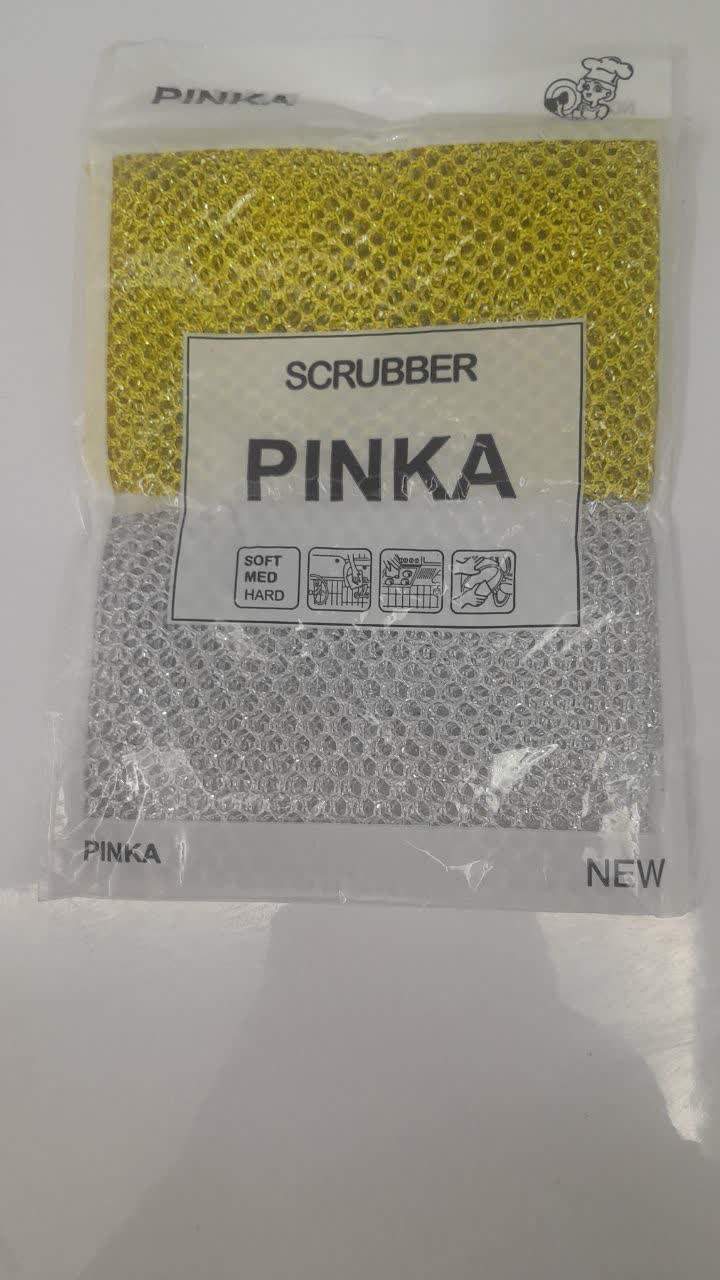 PINKA
SCRUBBER
PINKA
SOFT
MED
HARD
PINKA
NEW